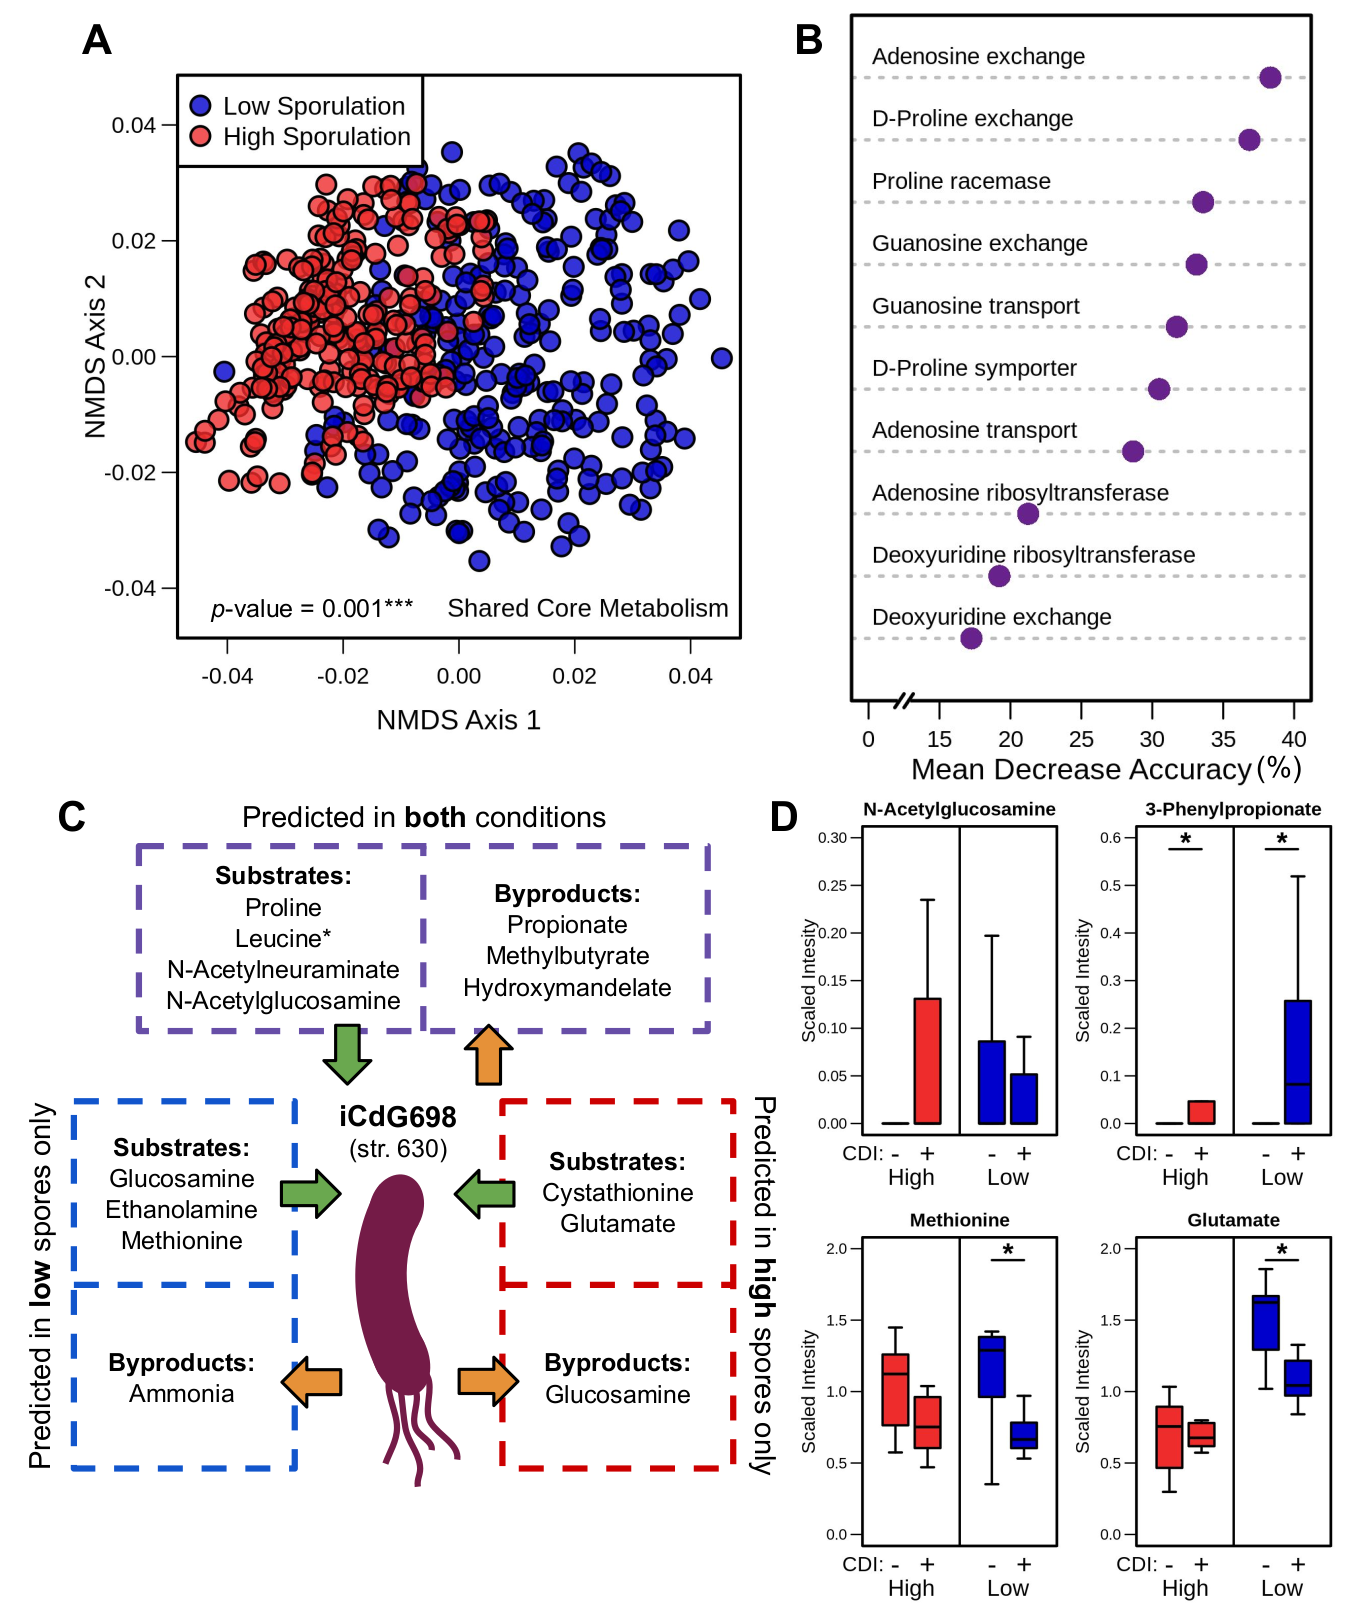 A
Low Sporulation
High Sporulation
0.04
0.02
0.00
-0.02
-0.04
NMDS Axis 2
p-value = 0.001***
Shared Core Metabolism
-0.04
-0.02
0.00
0.02
0.04
NMDS Axis 1
B
Adenosine exchange
D-Proline exchange
Proline racemase
Guanosine exchange
Guanosine transport
D-Proline symporter
Adenosine transport
Adenosine ribosyltransferase
Deoxyuridine ribosyltransferase
Deoxyuridine exchange
0
15
20
25
30
35
40
Mean Decrease Accuracy (%)
C
Predicted in both conditions
Substrates:
Proline
Leucine*
N-Acetylneuraminate
N-Acetylglucosamine
Byproducts:
Propionate
Methylbutyrate
Hydroxymandelate
Predicted in low spores only
Substrates:
Glucosamine
Ethanolamine
Methionine
Byproducts:
Ammonia
iCdG698
(str. 630)
Substrates:
Cystathionine
Glutamate
Byproducts:
Glucosamine
Predicted in high spores only
D
N-Acetylglucosamine
0.30
0.25
0.20
0.15
0.10
0.05
0.00
Scaled Intesity
CDI: - + - +
High Low
3-Phenylpropionate
0.6
0.5
0.4
0.3
0.2
0.1
0.0
Scaled Intesity
* *
CDI: - + - +
High Low
Methionine
2.0
1.5
1.0
0.5
0.0
Scaled Intesity
*
CDI: - + - +
High Low
Glutamate
2.0
1.5
1.0
0.5
0.0
Scaled Intesity
*
CDI: - + - +
High Low